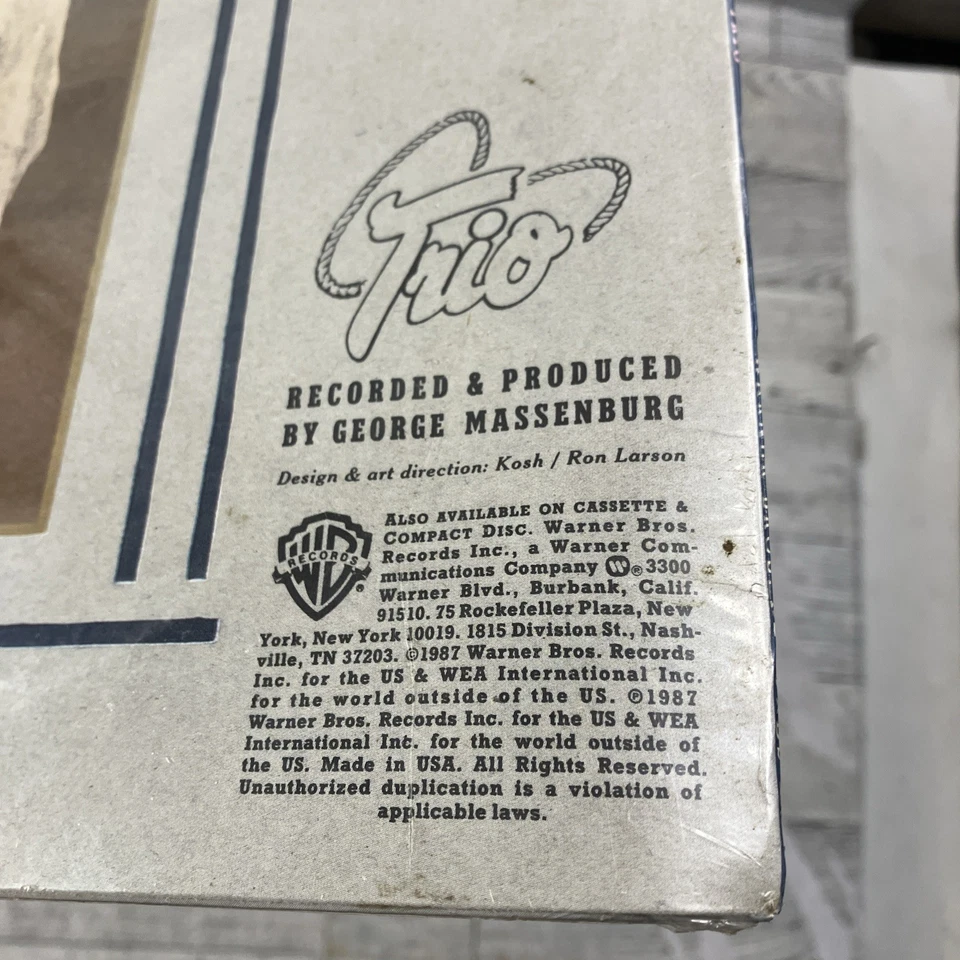 Trio
RECORDED & PRODUCED
BY GEORGE MASSENBURG
Design & art direction: Kosh / Ron Larson
ALSO AVAILABLE ON CASSETTE &
COMPACT DISC. Warner Bros.
Records Inc., a Warner Com-
munications Company W ® 3300
Warner Blvd., Burbank, Calif.
91510. 75 Rockefeller Plaza, New
York, New York 10019. 1815 Division St., Nash-
ville, TN 37203. ©1987 Warner Bros. Records
Inc. for the US & WEA International Inc.
for the world outside of the US. ℗1987
Warner Bros. Records Inc. for the US & WEA
International Inc. for the world outside of
the US. Made in USA. All Rights Reserved.
Unauthorized duplication is a violation of
applicable laws.
WB RECORDS ®